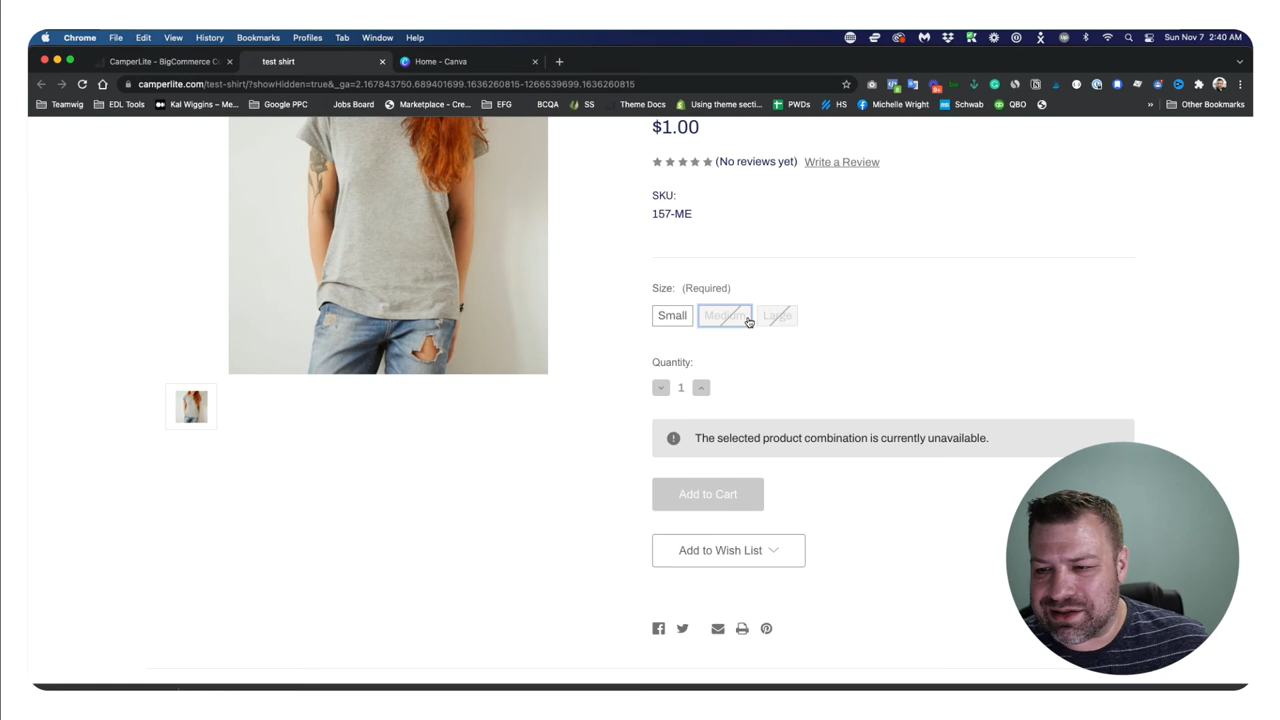 Chrome File Edit View History Bookmarks Profiles Tab Window Help Sun Nov 7 2:40 AM
CamperLite - BigCommerce C test shirt Home - Canva
camperlite.com/test-shirt/?showHidden=true&_ga=2.167843750.689401699.1636260815-1266539699.1636260815
Teamwig EDL Tools Kal Wiggins – Me... Google PPC Jobs Board Marketplace - Cre... EFG BCQA SS Theme Docs Using theme secti... PWDs HS Michelle Wright Schwab QBO » Other Bookmarks
$1.00
(No reviews yet) Write a Review
SKU:
157-ME
Size: (Required)
Small Medium Large
Quantity:
1
The selected product combination is currently unavailable.
Add to Cart
Add to Wish List